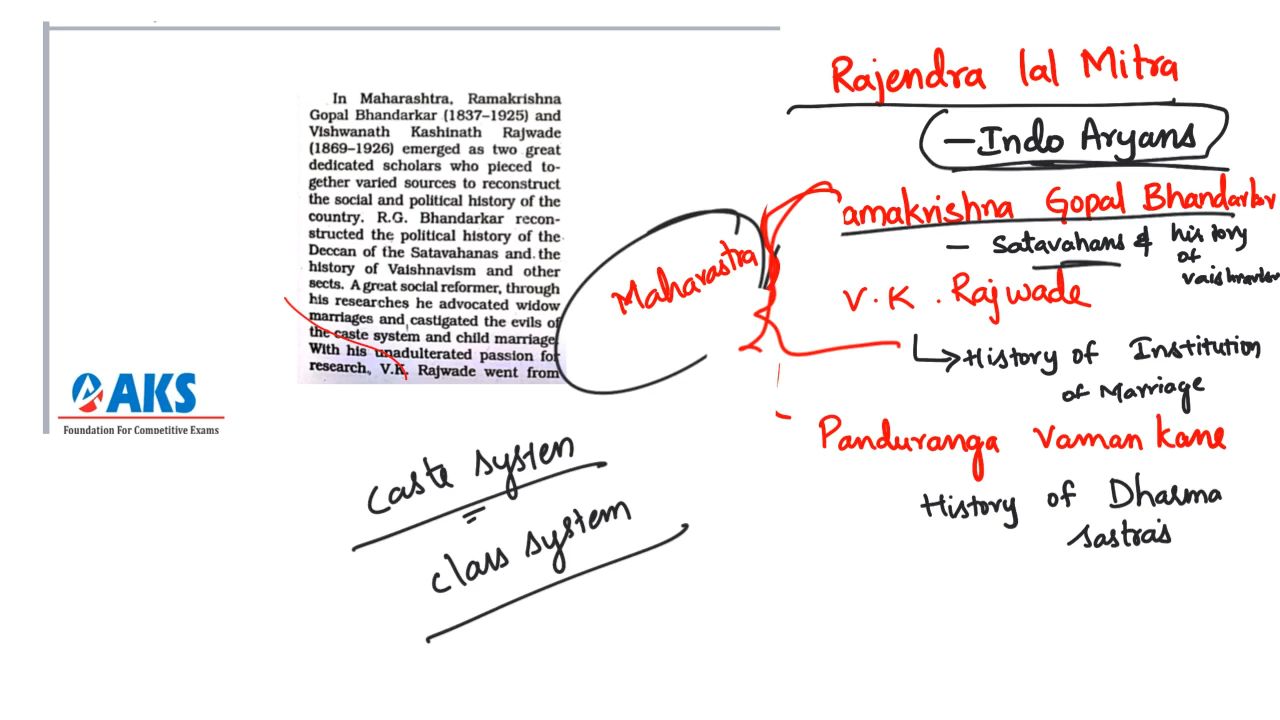 In Maharashtra, Ramakrishna
Gopal Bhandarkar (1837–1925) and
Vishwanath Kashinath Rajwade
(1869–1926) emerged as two great
dedicated scholars who pieced to-
gether varied sources to reconstruct
the social and political history of the
country. R.G. Bhandarkar recon-
structed the political history of the
Deccan of the Satavahanas and the
history of Vaishnavism and other
sects. A great social reformer, through
his researches he advocated widow
marriages and castigated the evils of
the caste system and child marriage.
With his unadulterated passion for
research, V.K. Rajwade went from
AKS
Foundation For Competitive Exams
caste system
class system
Maharastra
Rajendra lal Mitra
– Indo Aryans
amakrishna Gopal Bhandarkar
– Satavahans & history
of
V.K. Rajwade
History of Institution
of Marriage
Panduranga Vaman kane
History of Dharma
sastras